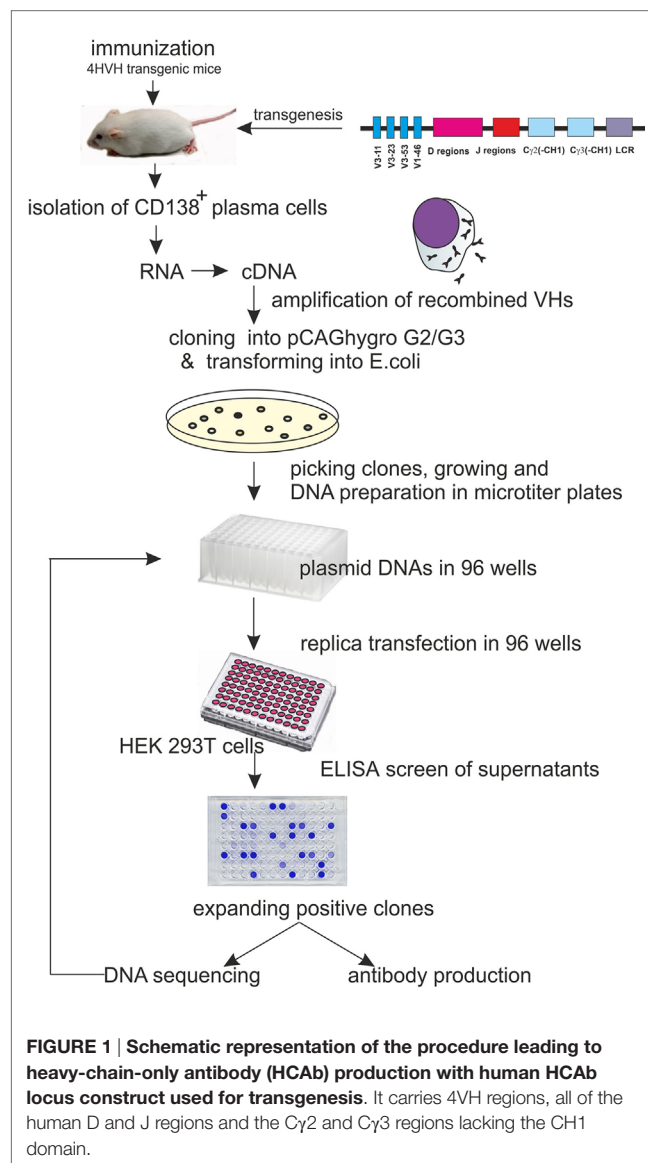 immunization
4HVH transgenic mice
transgenesis
V3-11
V3-23
V3-53
V1-46
D regions
J regions
Cγ2(-CH1)
Cγ3(-CH1)
LCR
isolation of CD138+ plasma cells
RNA
cDNA
amplification of recombined VHs
cloning into pCAGhygro G2/G3
& transforming into E.coli
picking clones, growing and
DNA preparation in microtiter plates
plasmid DNAs in 96 wells
replica transfection in 96 wells
HEK 293T cells
ELISA screen of supernatants
expanding positive clones
DNA sequencing
antibody production
FIGURE 1 | Schematic representation of the procedure leading to
heavy-chain-only antibody (HCAb) production with human HCAb
locus construct used for transgenesis. It carries 4VH regions, all of the
human D and J regions and the Cγ2 and Cγ3 regions lacking the CH1
domain.